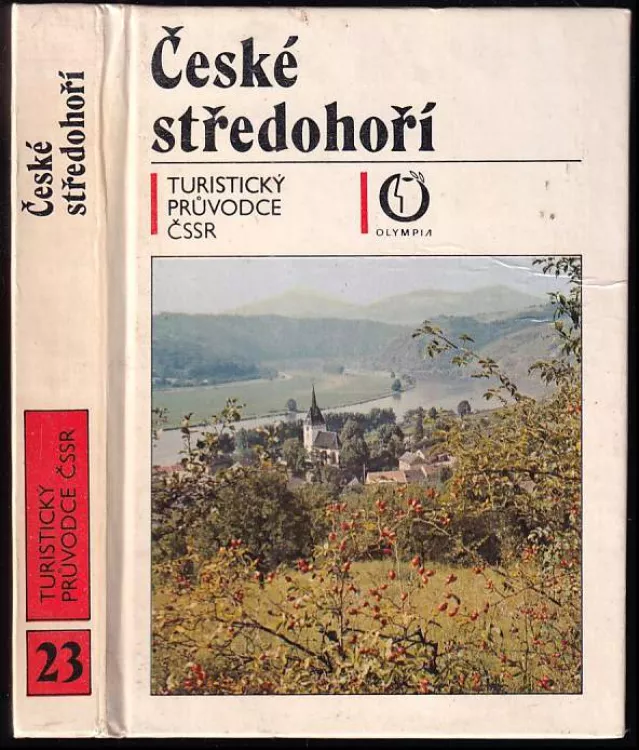 České
středohoří
TURISTICKÝ
PRŮVODCE
ČSSR
OLYMPIA
České
středohoří
TURISTICKÝ
PRŮVODCE ČSSR
23